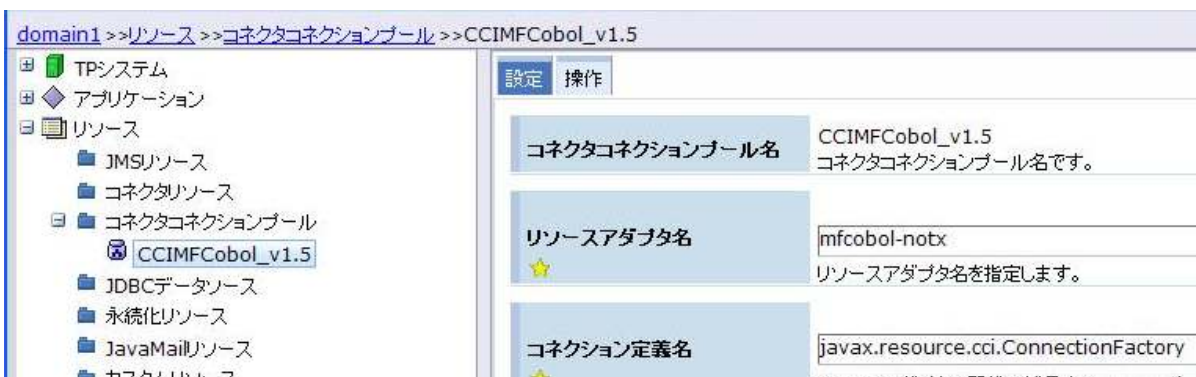 domain1 >>リソース >>コネクタコネクションプール >>CCIMFCobol_v1.5
TPシステム
アプリケーション
リソース
JMSリソース
コネクタリソース
コネクタコネクションプール
CCIMFCobol_v1.5
JDBCデータソース
永続化リソース
JavaMailリソース
設定 操作
コネクタコネクションプール名
CCIMFCobol_v1.5
コネクタコネクションプール名です。
リソースアダプタ名
mfcobol-notx
リソースアダプタ名を指定します。
コネクション定義名
javax.resource.cci.ConnectionFactory